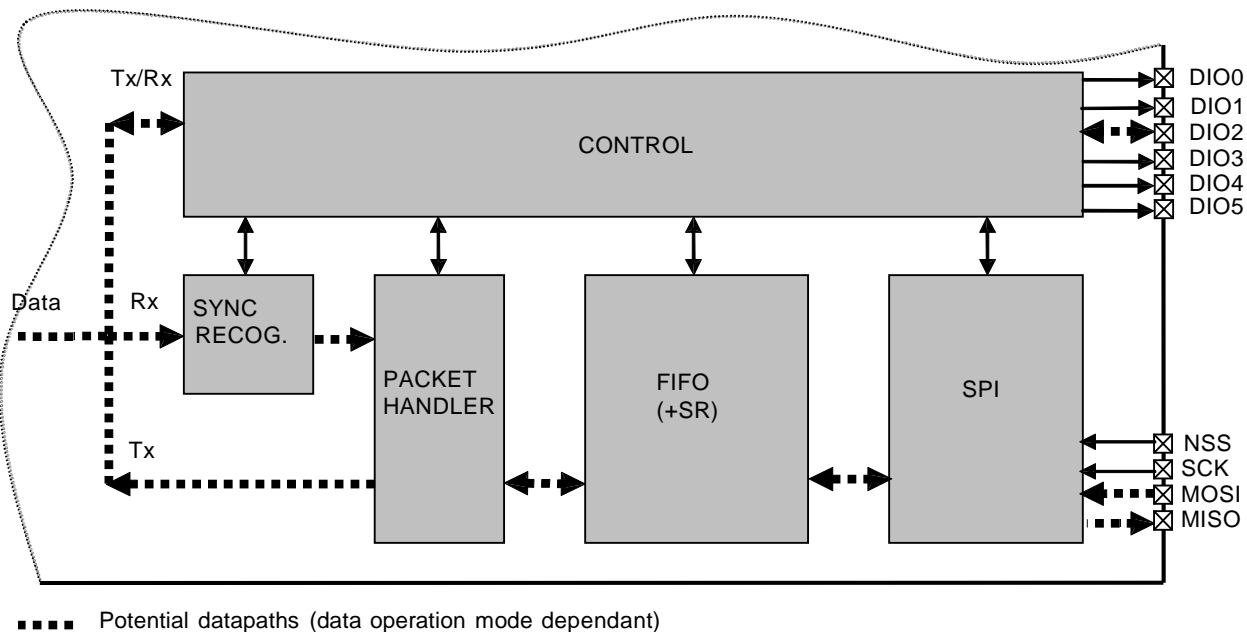 Tx/Rx
CONTROL
DIO0
DIO1
DIO2
DIO3
DIO4
DIO5
Data
Rx
SYNC
RECOG.
PACKET
HANDLER
FIFO
(+SR)
SPI
Tx
NSS
SCK
MOSI
MISO
Potential datapaths (data operation mode dependant)